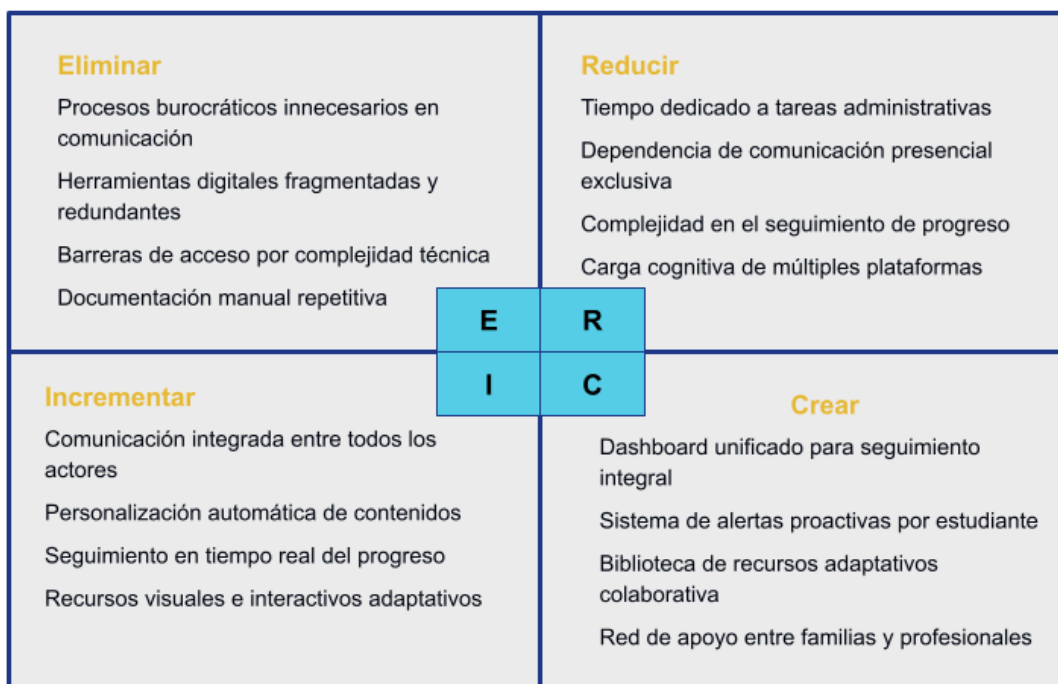 Eliminar
Procesos burocráticos innecesarios en
comunicación
Herramientas digitales fragmentadas y
redundantes
Barreras de acceso por complejidad técnica
Documentación manual repetitiva
Reducir
Tiempo dedicado a tareas administrativas
Dependencia de comunicación presencial
exclusiva
Complejidad en el seguimiento de progreso
Carga cognitiva de múltiples plataformas
E
R
I
C
Incrementar
Comunicación integrada entre todos los
actores
Personalización automática de contenidos
Seguimiento en tiempo real del progreso
Recursos visuales e interactivos adaptativos
Crear
Dashboard unificado para seguimiento
integral
Sistema de alertas proactivas por estudiante
Biblioteca de recursos adaptativos
colaborativa
Red de apoyo entre familias y profesionales